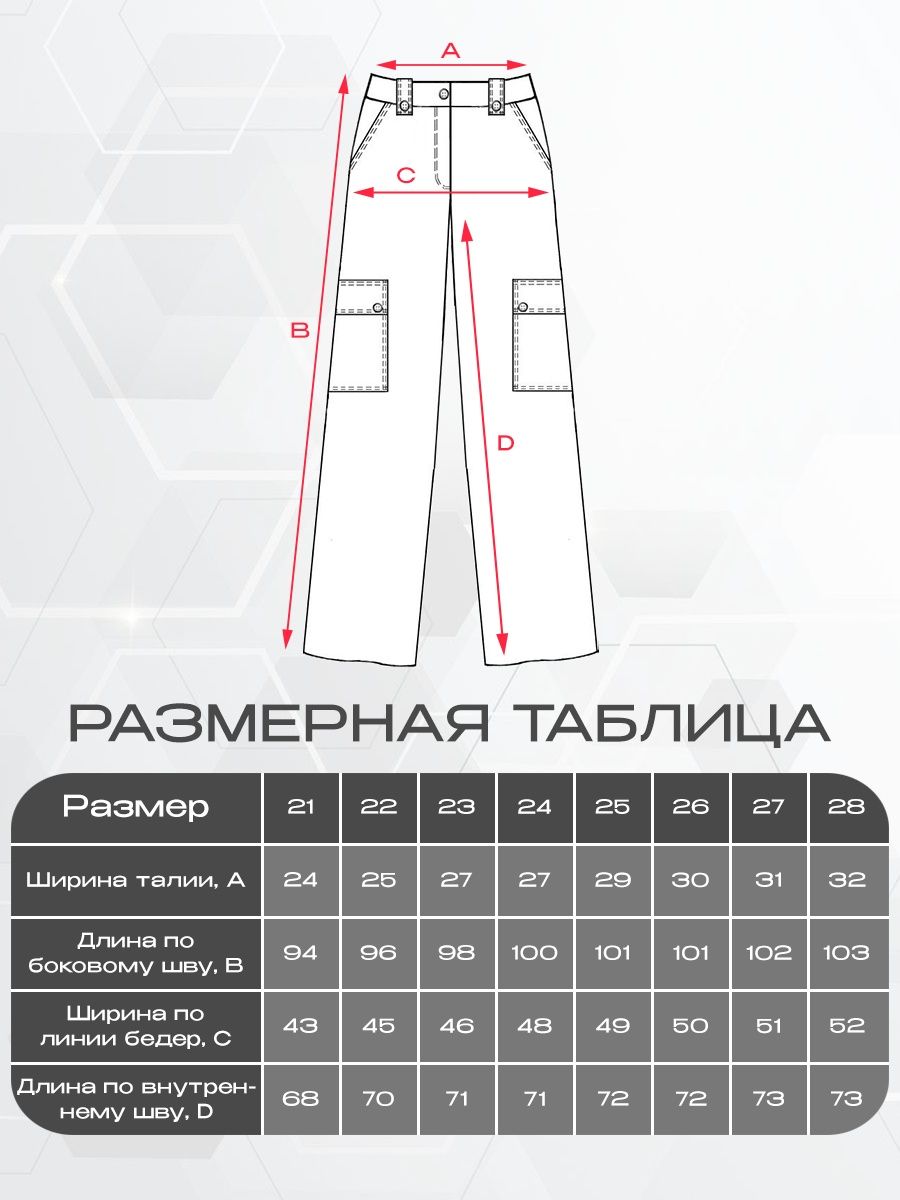 A
C
B
D
РАЗМЕРНАЯ ТАБЛИЦА
Размер 21 22 23 24 25 26 27 28
Ширина талии, A 24 25 27 27 29 30 31 32
Длина по
боковому шву, B 94 96 98 100 101 101 102 103
Ширина по
линии бедер, C 43 45 46 48 49 50 51 52
Длина по внутрен-
нему шву, D 68 70 71 71 72 72 73 73